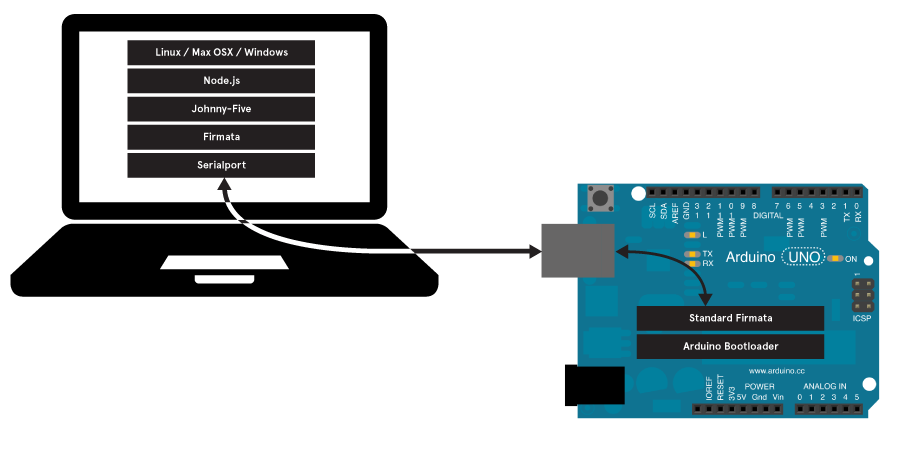 Linux / Max OSX / Windows
Node.js
Johnny-Five
Firmata
Serialport
SCL
SDA
AREF
GND
13
12
PWM 11
PWM 10
PWM 9
8
DIGITAL
7
PWM 6
PWM 5
4
PWM 3
2
TX 1
RX 0
L
TX
RX
Arduino UNO
ON
1
ICSP
Standard Firmata
Arduino Bootloader
www.arduino.cc
POWER
ANALOG IN
IOREF
RESET
3V3
5V Gnd Vin
0 1 2 3 4 5